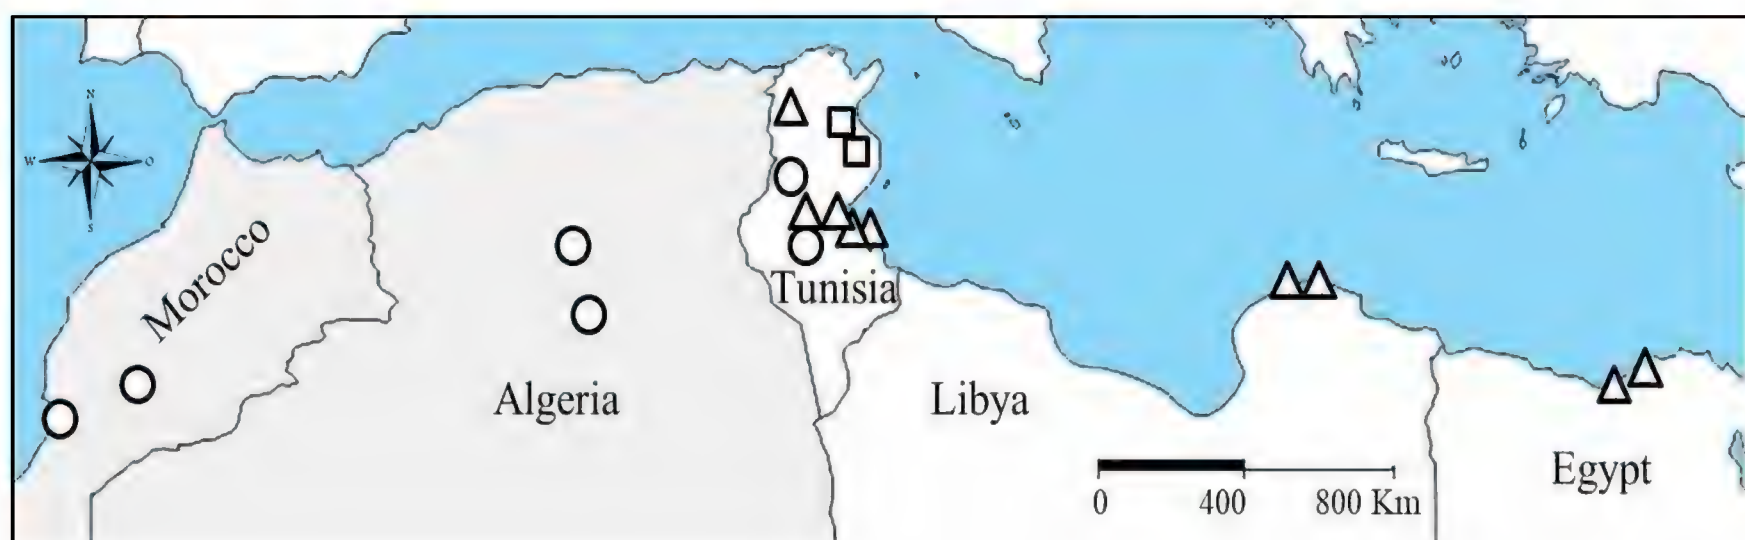 N
W
O
S
Morocco
Tunisia
Algeria
Libya
Egypt
0 400 800 Km